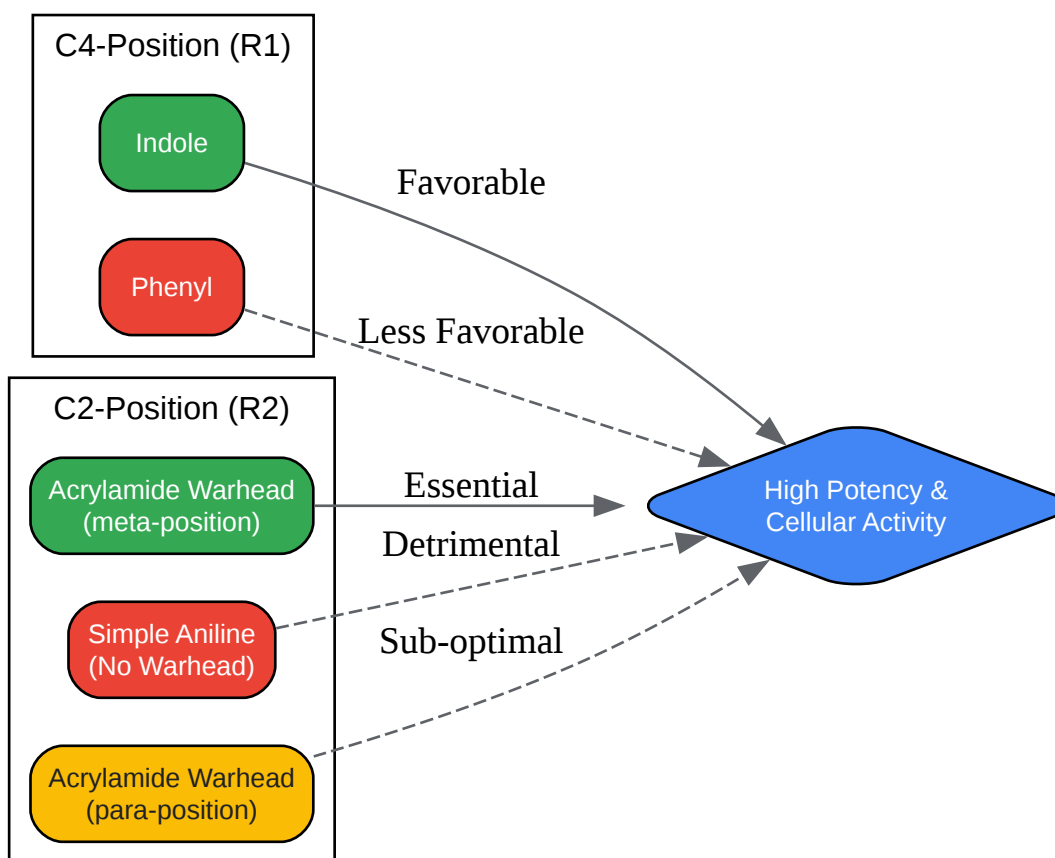 C4-Position (R1)
Indole
Favorable
Phenyl
Less Favorable
C2-Position (R2)
Acrylamide Warhead
(meta-position)
Essential
High Potency &
Cellular Activity
Detrimental
Simple Aniline
(No Warhead)
Sub-optimal
Acrylamide Warhead
(para-position)